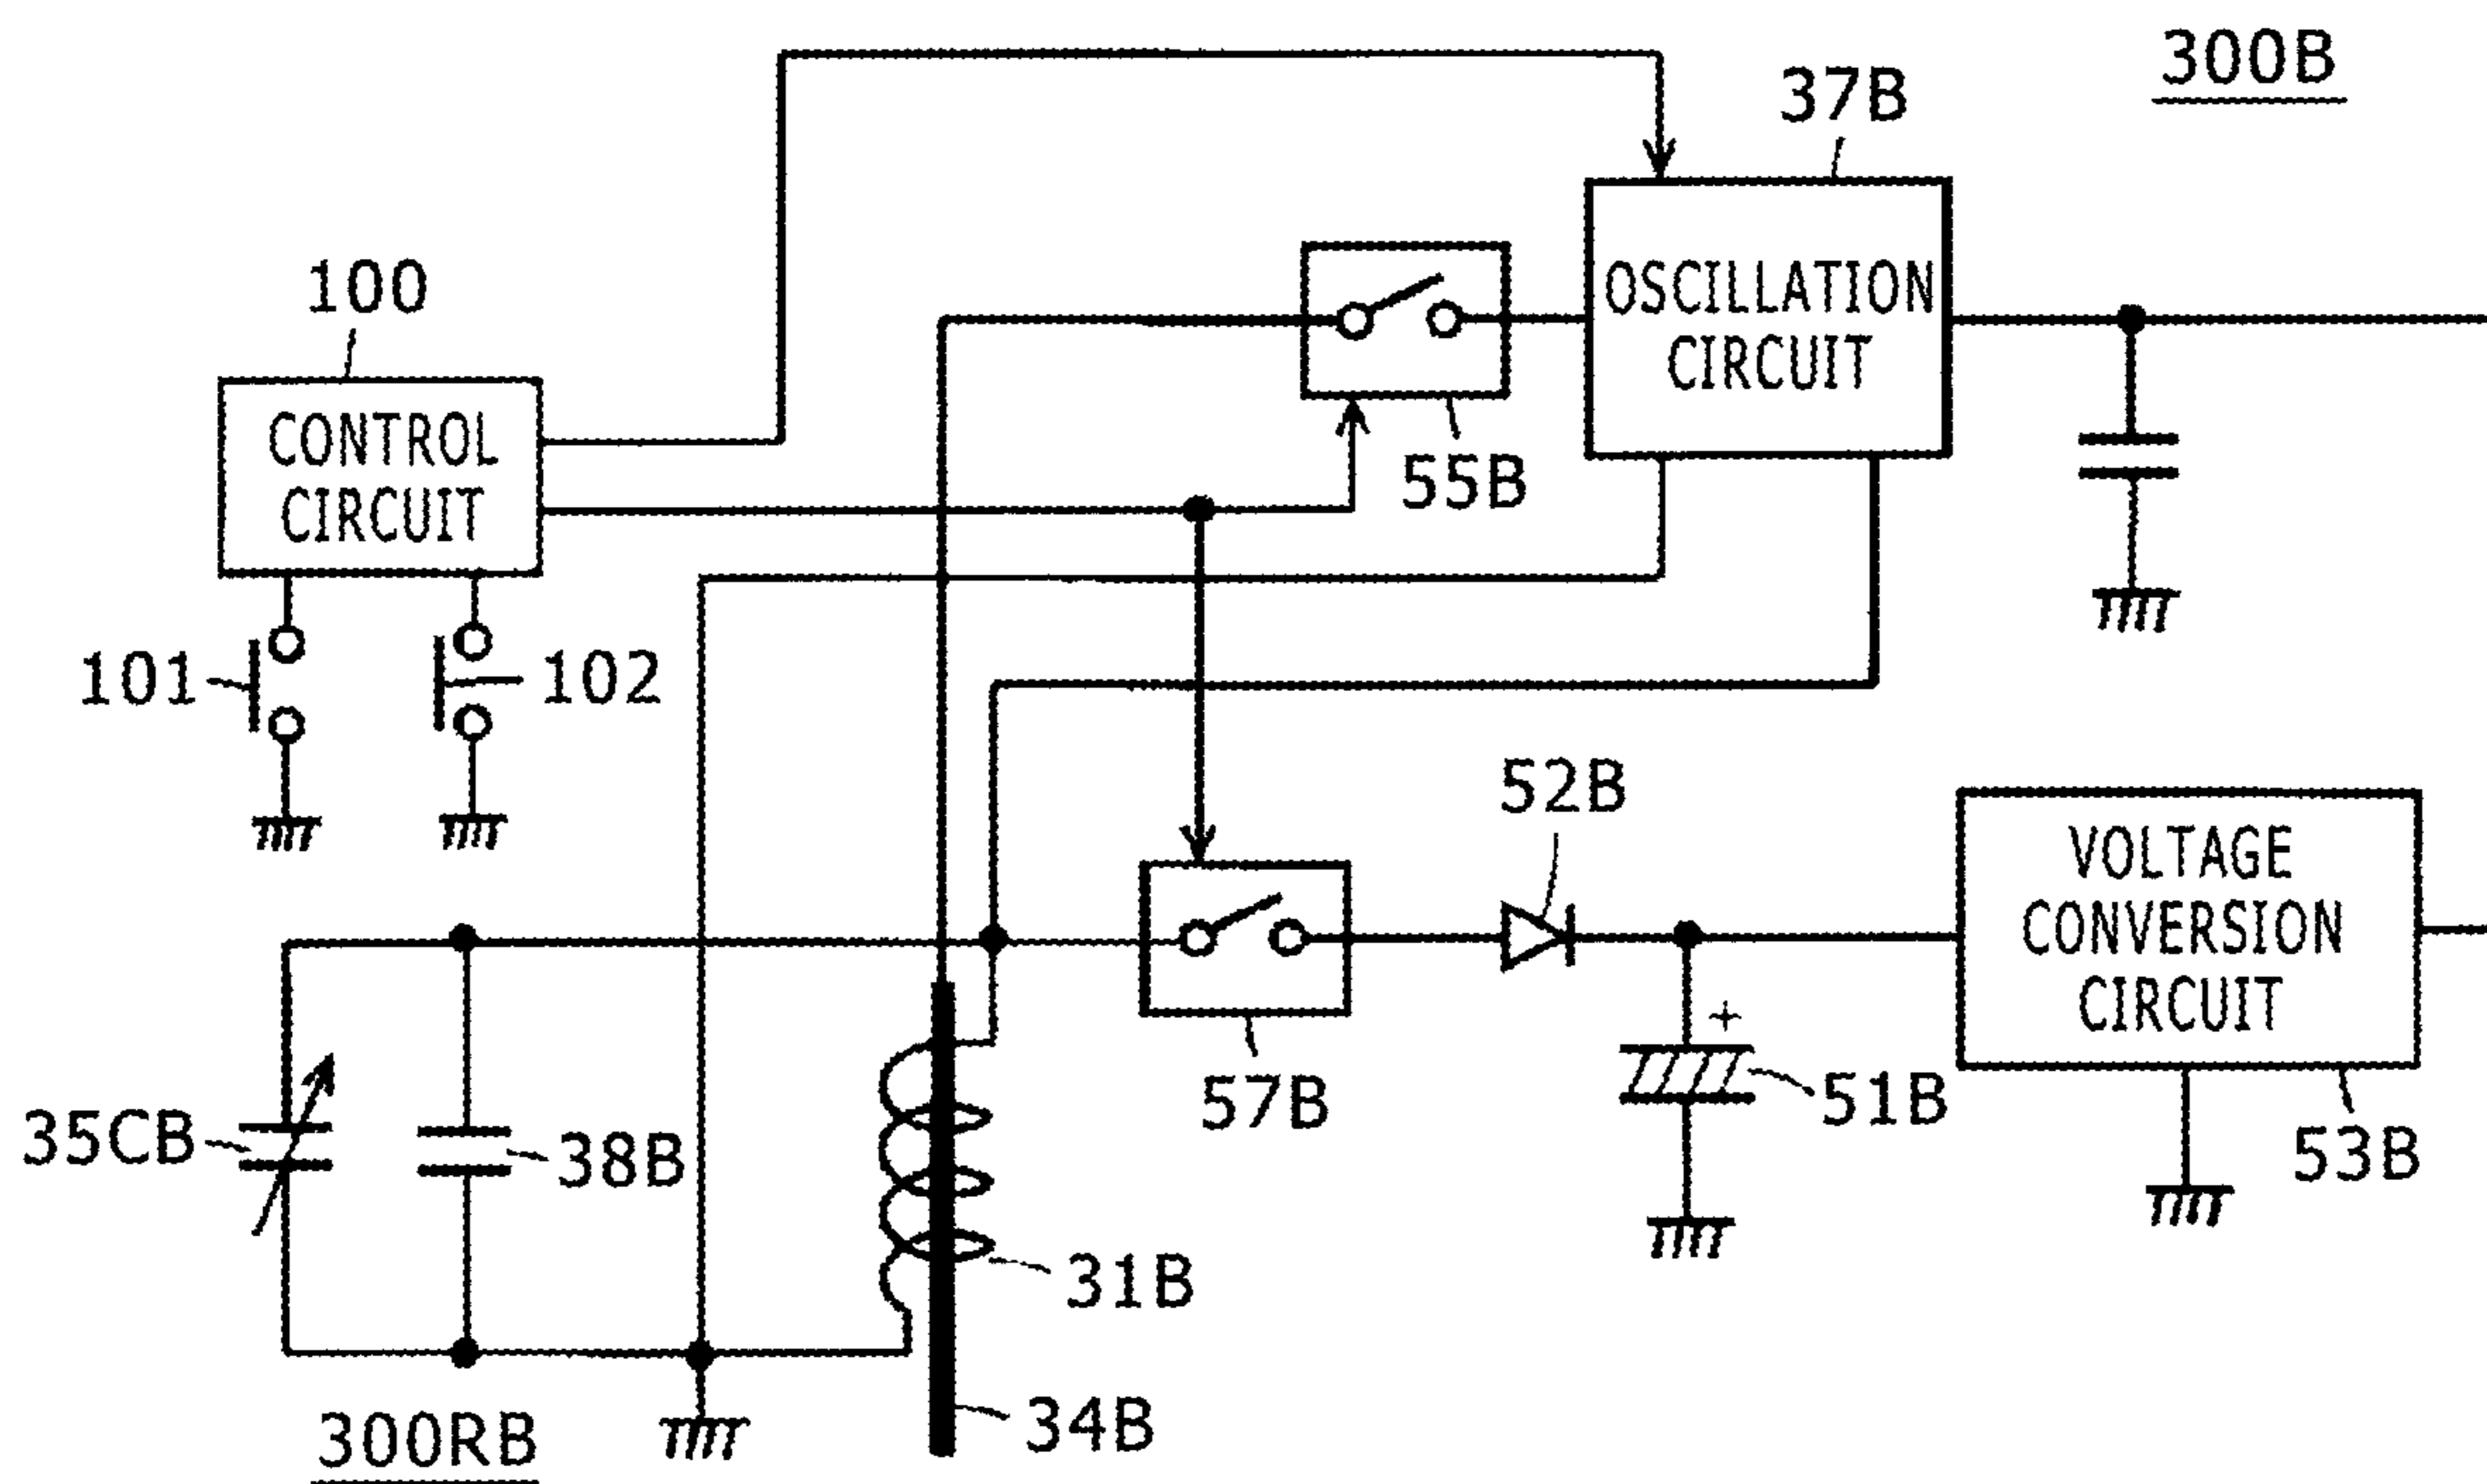 300B
37B
OSCILLATION
CIRCUIT
100
CONTROL
CIRCUIT
55B
101
102
52B
VOLTAGE
CONVERSION
CIRCUIT
+
57B
51B
53B
35CB
38B
31B
34B
300RB